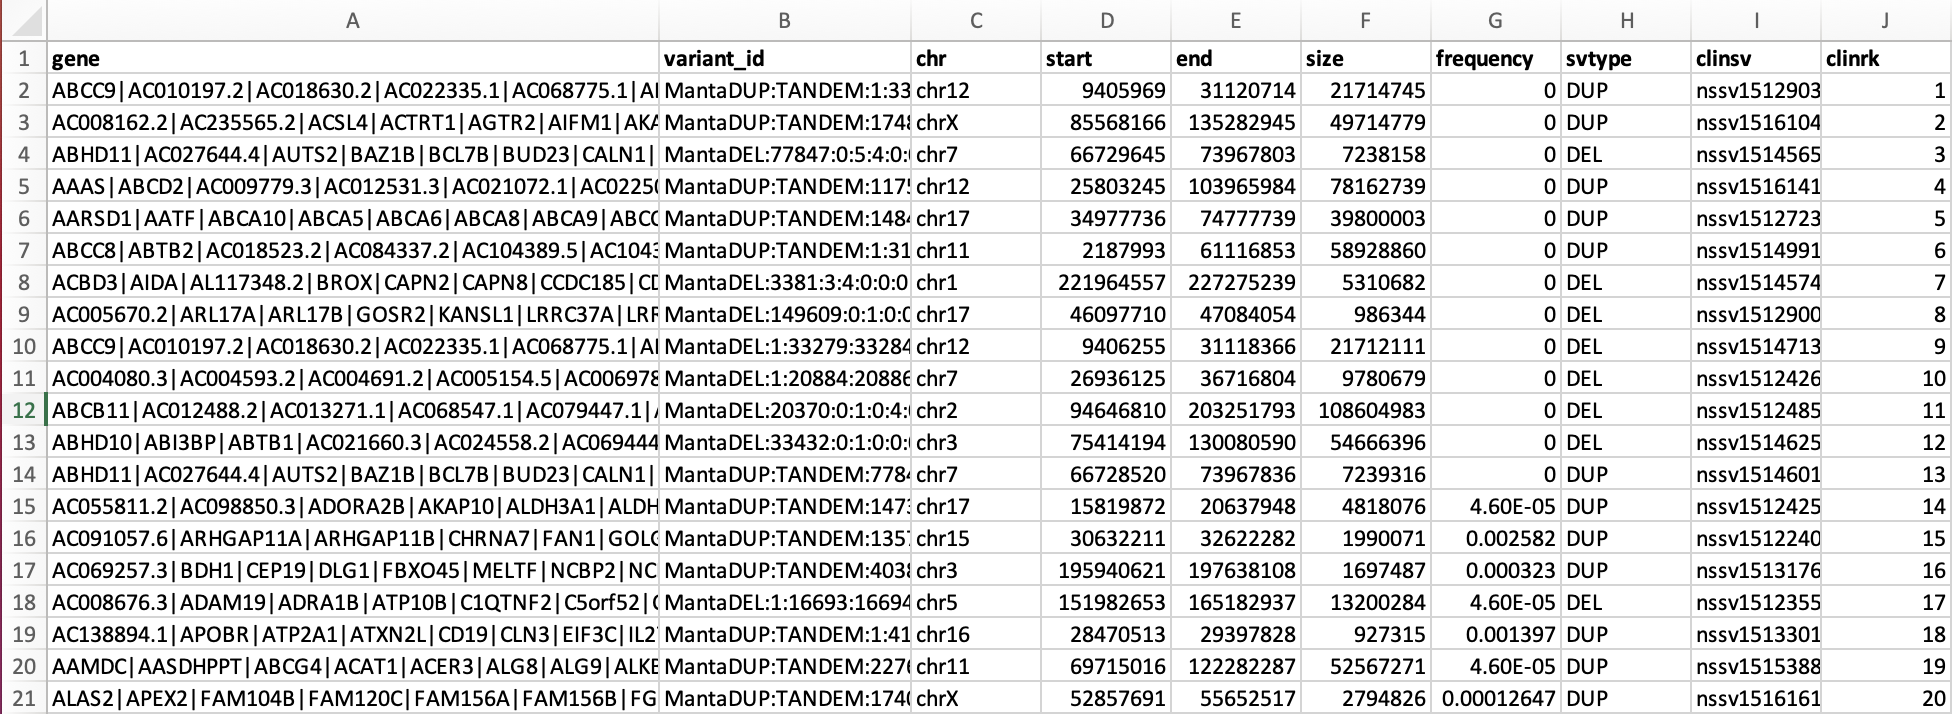 A B C D E F G H I J
1 gene variant_id chr start end size frequency svtype clinsv clinrk
2 ABCC9|AC010197.2|AC018630.2|AC022335.1|AC068775.1| MantaDUP:TANDEM:1:33 chr12 9405969 31120714 21714745 0 DUP nssv1512903 1
3 AC008162.2|AC235565.2|ACSL4|ACTRT1|AGTR2|AIFM1| MantaDUP:TANDEM:1748 chrX 85568166 135282945 49714779 0 DUP nssv1516104 2
4 ABHD11|AC027644.4|AUTS2|BAZ1B|BCL7B|BUD23|CALN1| MantaDEL:77847:0:5:4:0: chr7 66729645 73967803 7238158 0 DEL nssv1514565 3
5 AAAS|ABCD2|AC009779.3|AC012531.3|AC021072.1|AC0225 MantaDUP:TANDEM:1175 chr12 25803245 103965984 78162739 0 DUP nssv1516141 4
6 AARSD1|AATF|ABCA10|ABCA5|ABCA6|ABCA8|ABCA9|ABCC MantaDUP:TANDEM:1484 chr17 34977736 74777739 39800003 0 DUP nssv1512723 5
7 ABCC8|ABTB2|AC018523.2|AC084337.2|AC104389.5|AC1043 MantaDUP:TANDEM:1:31 chr11 2187993 61116853 58928860 0 DUP nssv1514991 6
8 ACBD3|AIDA|AL117348.2|BROX|CAPN2|CAPN8|CCDC185| MantaDEL:3381:3:4:0:0:0 chr1 221964557 227275239 5310682 0 DEL nssv1514574 7
9 AC005670.2|ARL17A|ARL17B|GOSR2|KANSL1|LRRC37A| MantaDEL:149609:0:1:0:0 chr17 46097710 47084054 986344 0 DEL nssv1512900 8
10 ABCC9|AC010197.2|AC018630.2|AC022335.1|AC068775.1| MantaDEL:1:33279:33284 chr12 9406255 31118366 21712111 0 DEL nssv1514713 9
11 AC004080.3|AC004593.2|AC004691.2|AC005154.5|AC006978 MantaDEL:1:20884:20886 chr7 26936125 36716804 9780679 0 DEL nssv1512426 10
12 ABCB11|AC012488.2|AC013271.1|AC068547.1|AC079447.1| MantaDEL:20370:0:1:0:4: chr2 94646810 203251793 108604983 0 DEL nssv1512485 11
13 ABHD10|ABI3BP|ABTB1|AC021660.3|AC024558.2|AC069444 MantaDEL:33432:0:1:0:0: chr3 75414194 130080590 54666396 0 DEL nssv1514625 12
14 ABHD11|AC027644.4|AUTS2|BAZ1B|BCL7B|BUD23|CALN1| MantaDUP:TANDEM:7784 chr7 66728520 73967836 7239316 0 DUP nssv1514601 13
15 AC055811.2|AC098850.3|ADORA2B|AKAP10|ALDH3A1|ALDH MantaDUP:TANDEM:1473 chr17 15819872 20637948 4818076 4.60E-05 DUP nssv1512425 14
16 AC091057.6|ARHGAP11A|ARHGAP11B|CHRNA7|FAN1| MantaDUP:TANDEM:1357 chr15 30632211 32622282 1990071 0.002582 DUP nssv1512240 15
17 AC069257.3|BDH1|CEP19|DLG1|FBXO45|MELTF|NCBP2|NC MantaDUP:TANDEM:4038 chr3 195940621 197638108 1697487 0.000323 DUP nssv1513176 16
18 AC008676.3|ADAM19|ADRA1B|ATP10B|C1QTNF2|C5orf52| MantaDEL:1:16693:16694 chr5 151982653 165182937 13200284 4.60E-05 DEL nssv1512355 17
19 AC138894.1|APOBR|ATP2A1|ATXN2L|CD19|CLN3|EIF3C| MantaDUP:TANDEM:1:41 chr16 28470513 29397828 927315 0.001397 DUP nssv1513301 18
20 AAMDC|AASDHPPT|ABCG4|ACAT1|ACER3|ALG8|ALG9| MantaDUP:TANDEM:2276 chr11 69715016 122282287 52567271 4.60E-05 DUP nssv1515388 19
21 ALAS2|APEX2|FAM104B|FAM120C|FAM156A|FAM156B|FG MantaDUP:TANDEM:1740 chrX 52857691 55652517 2794826 0.00012647 DUP nssv1516161 20